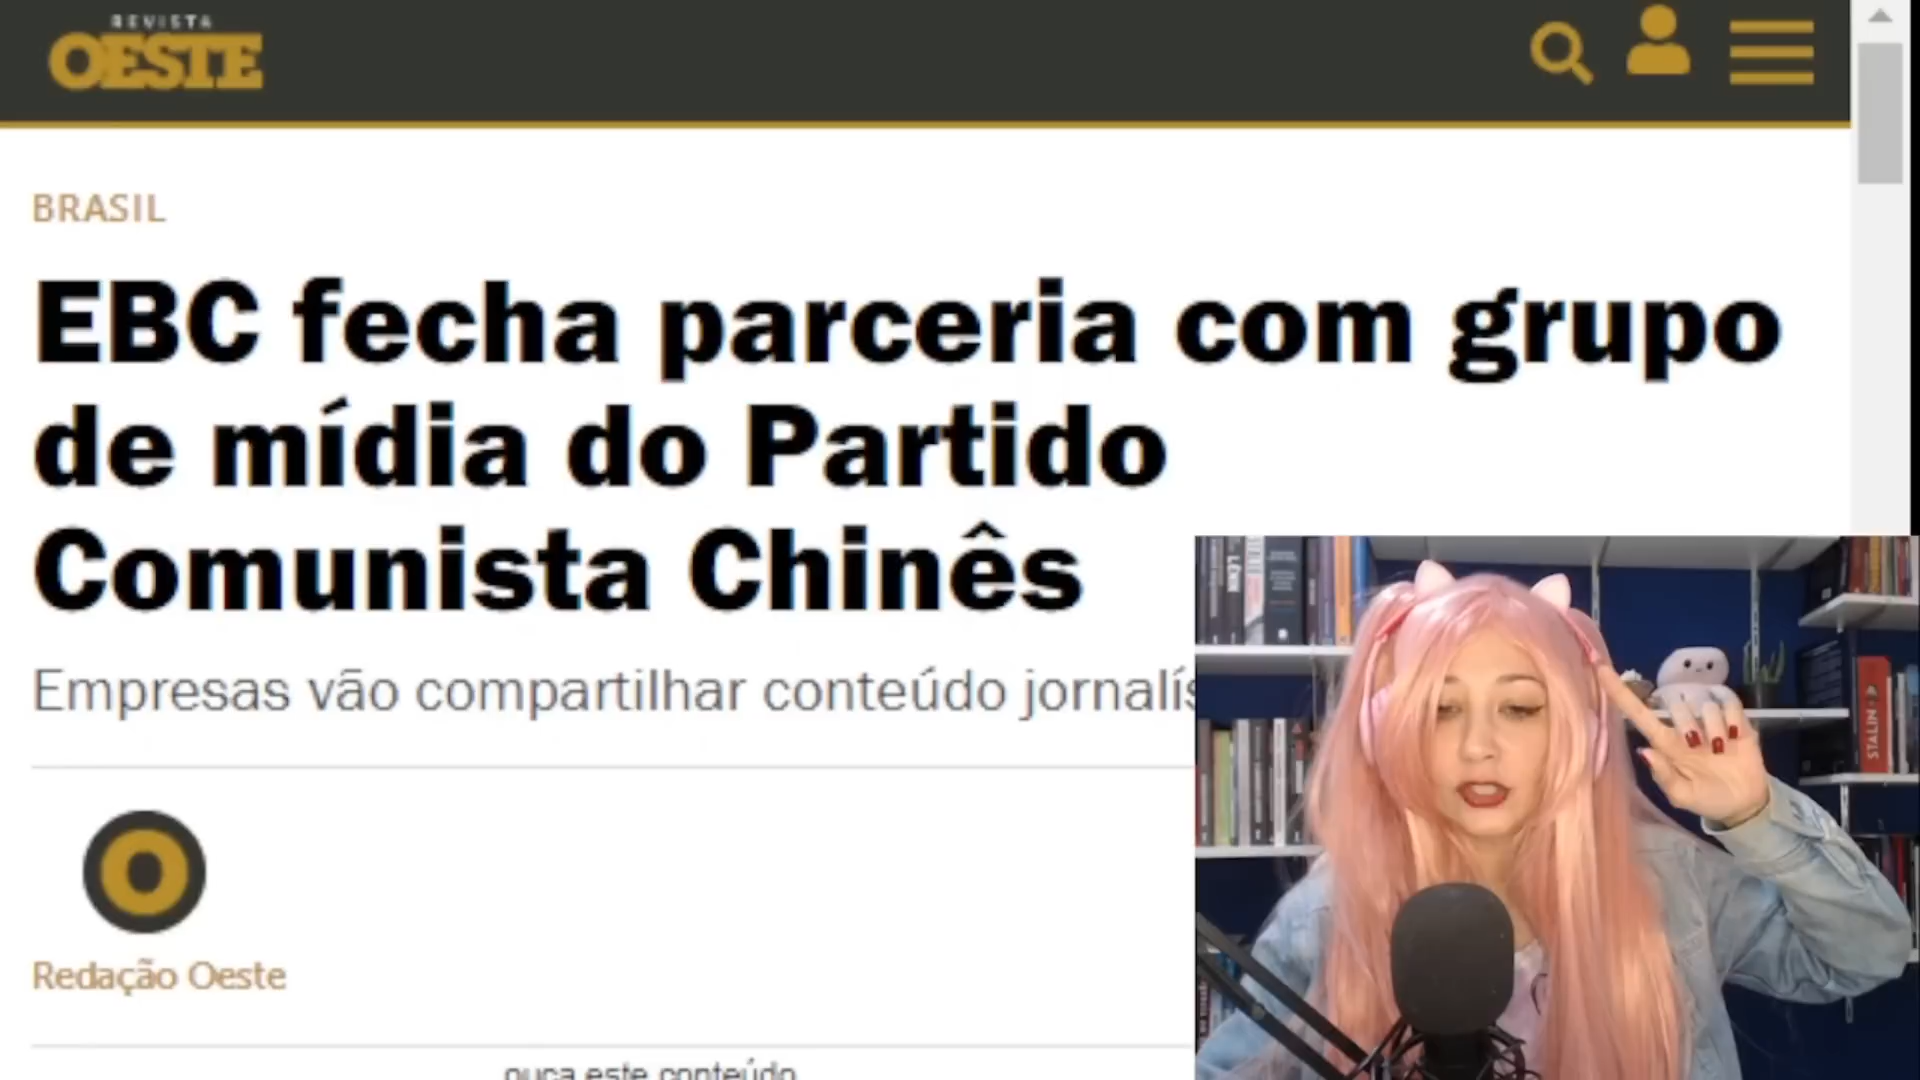 REVISTA
OESTE
BRASIL
EBC fecha parceria com grupo
de mídia do Partido
Comunista Chinês
Empresas vão compartilhar conteúdo
O
Redação Oeste
ouça este conteúdo
STALIN